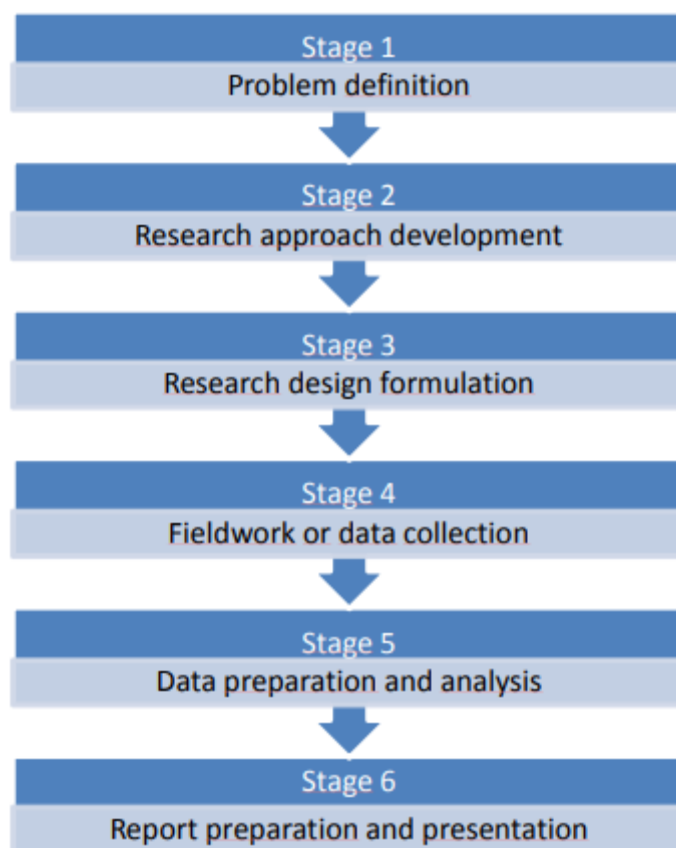 Stage 1
Problem definition
Stage 2
Research approach development
Stage 3
Research design formulation
Stage 4
Fieldwork or data collection
Stage 5
Data preparation and analysis
Stage 6
Report preparation and presentation